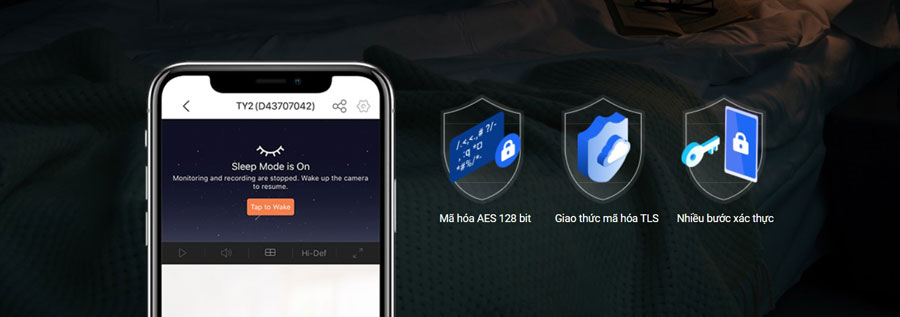 TY2 (D43707042)
Sleep Mode is On
Monitoring and recording are stopped. Wake up the camera
to resume.
Tap to Wake
Hi-Def
/.<,<.,# ?/-
Mã hóa AES 128 bit
Giao thức mã hóa TLS
Nhiều bước xác thực